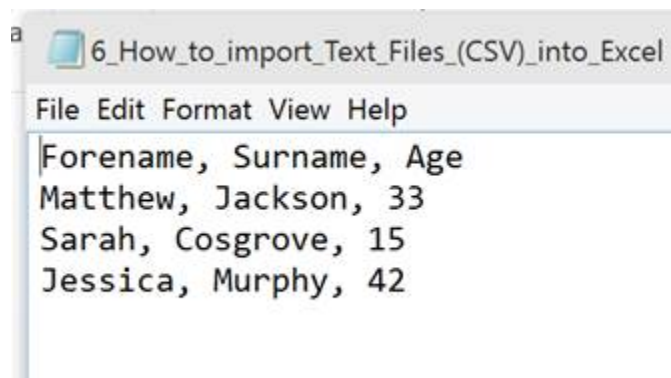 a
6_How_to_import_Text_Files_(CSV)_into_Excel
File Edit Format View Help
Forename, Surname, Age
Matthew, Jackson, 33
Sarah, Cosgrove, 15
Jessica, Murphy, 42